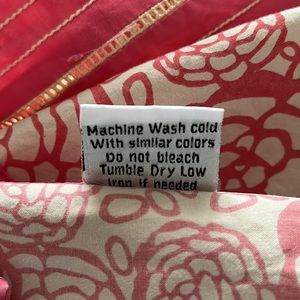 Machine Wash cold
With similar colors
Do not bleach
Tumble Dry Low
Iron if needed